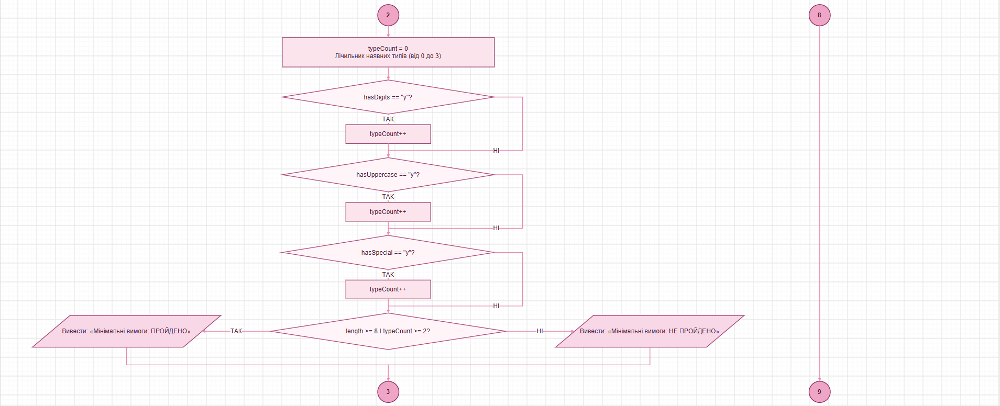 2
8
typeCount = 0
Лічильник наявних типів (від 0 до 3)
hasDigits == "y"?
ТАК
typeCount++
НІ
hasUppercase == "y"?
ТАК
typeCount++
НІ
hasSpecial == "y"?
ТАК
typeCount++
НІ
Вивести: «Мінімальні вимоги: ПРОЙДЕНО»
ТАК
length >= 8 І typeCount >= 2?
НІ
Вивести: «Мінімальні вимоги: НЕ ПРОЙДЕНО»
3
9